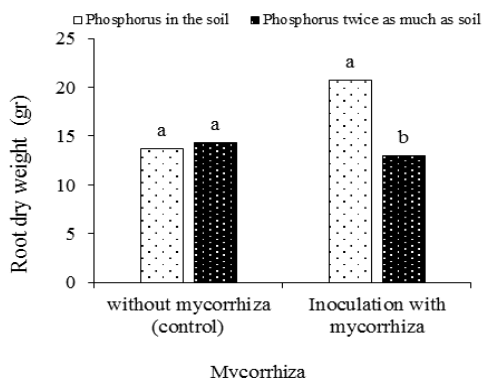 Phosphorus in the soil Phosphorus twice as much as soil
25
20
15
10
5
0
Root dry weight (gr)
a
a
a
b
without mycorrhiza
(control)
Inoculation with
mycorrhiza
Mycorrhiza